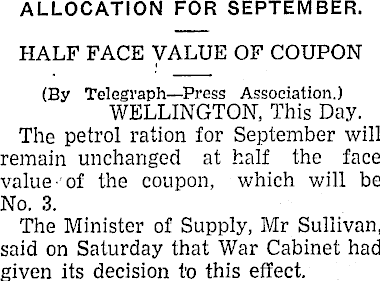 ALLOCATION FOR SEPTEMBER.
HALF FACE VALUE OF COUPON
(By Telegraph—Press Association.)
WELLINGTON, This Day.
The petrol ration for September will
remain unchanged at half the face
value of the coupon, which will be
No. 3.
The Minister of Supply, Mr Sullivan,
said on Saturday that War Cabinet had
given its decision to this effect.